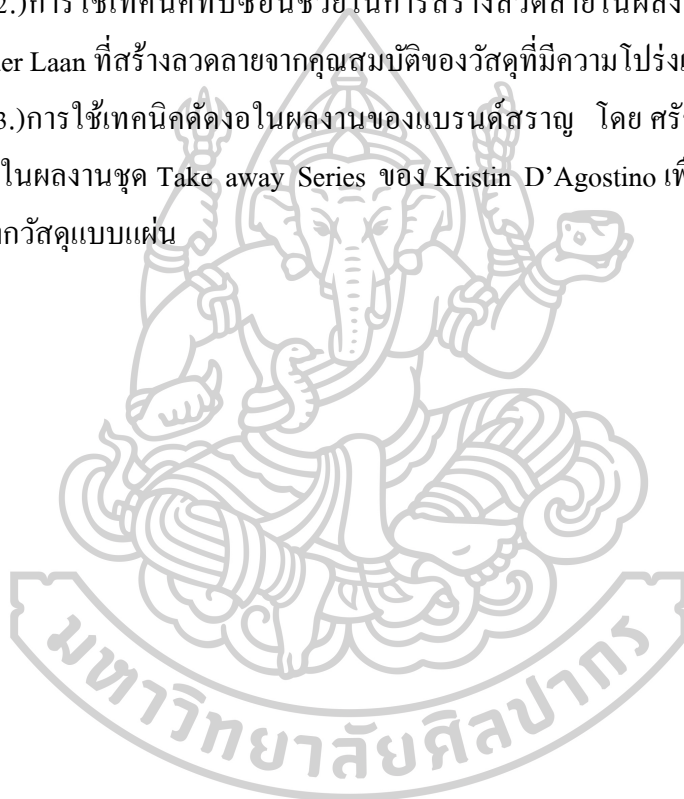 2.)การใช้เทคนิคทับซ้อนช่วยในการสร้างลวดลายในผลง
er Laan ที่สร้างลวดลายจากคุณสมบัติของวัสดุที่มีความโปร่งแ
3.)การใช้เทคนิคดัดงอในผลงานของแบรนด์สราญ โดย ศรั
ในผลงานชุด Take away Series ของ Kristin D’Agostino เพื่
กวัสดุแบบแผ่น
มหาวิทยาลัยศิลปากร